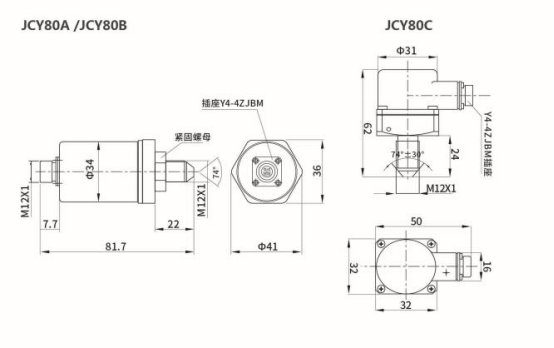 JCY80A /JCY80B
JCY80C
Φ31
插座Y4-4ZJBM
紧固螺母
Y4-4ZJBM插座
62
24
74°
30°
M12X1
Φ34
M12X1
M12X1
74°
36
7.7
22
81.7
Φ41
50
32
16
32